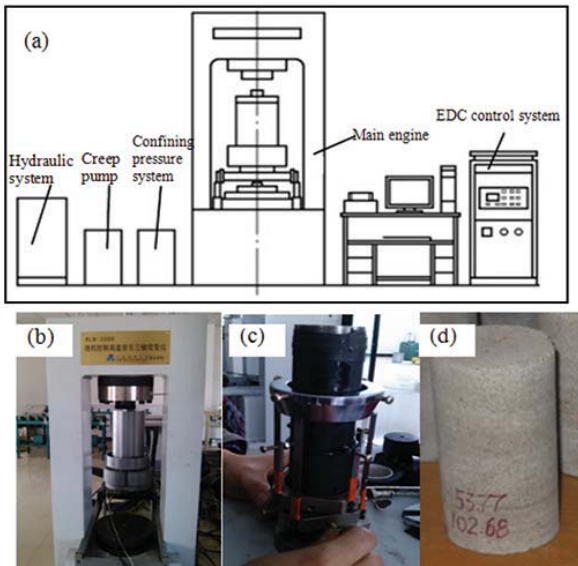 (a)
EDC control system
Main engine
Confining
pressure
system
Creep
pump
Hydraulic
system
(b)
(c)
(d)
5377
102.68